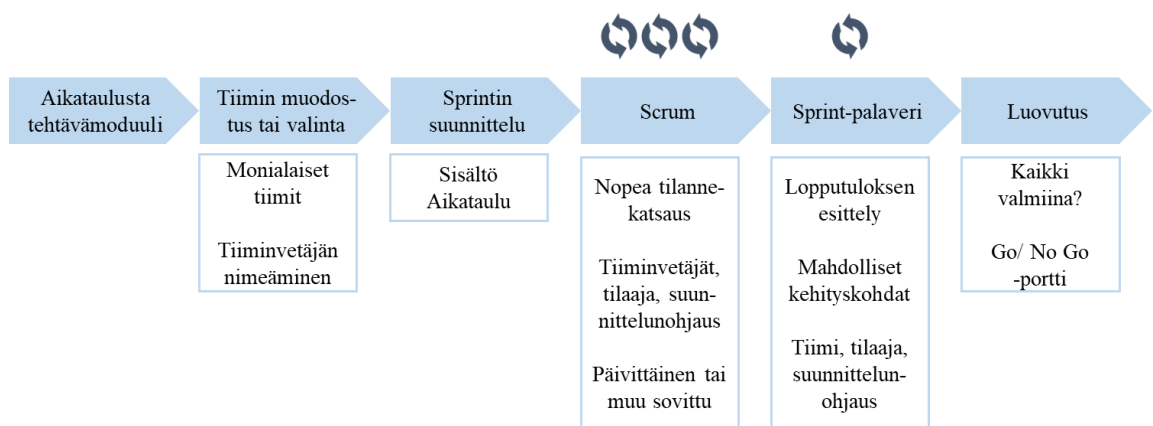 Aikataulusta
tehtävämoduuli
Tiimin muodos-
tus tai valinta
Sprintin
suunnittelu
Scrum
Sprint-palaveri
Luovutus
Monialaiset
tiimit
Tiiminvetäjän
nimeäminen
Sisältö
Aikataulu
Nopea tilanne-
katsaus
Tiiminvetäjät,
tilaaja, suun-
nittelunohjaus
Päivittäinen tai
muu sovittu
Lopputuloksen
esittely
Mahdolliset
kehityskohdat
Tiimi, tilaaja,
suunnittelun-
ohjaus
Kaikki
valmiina?
Go/ No Go
-portti